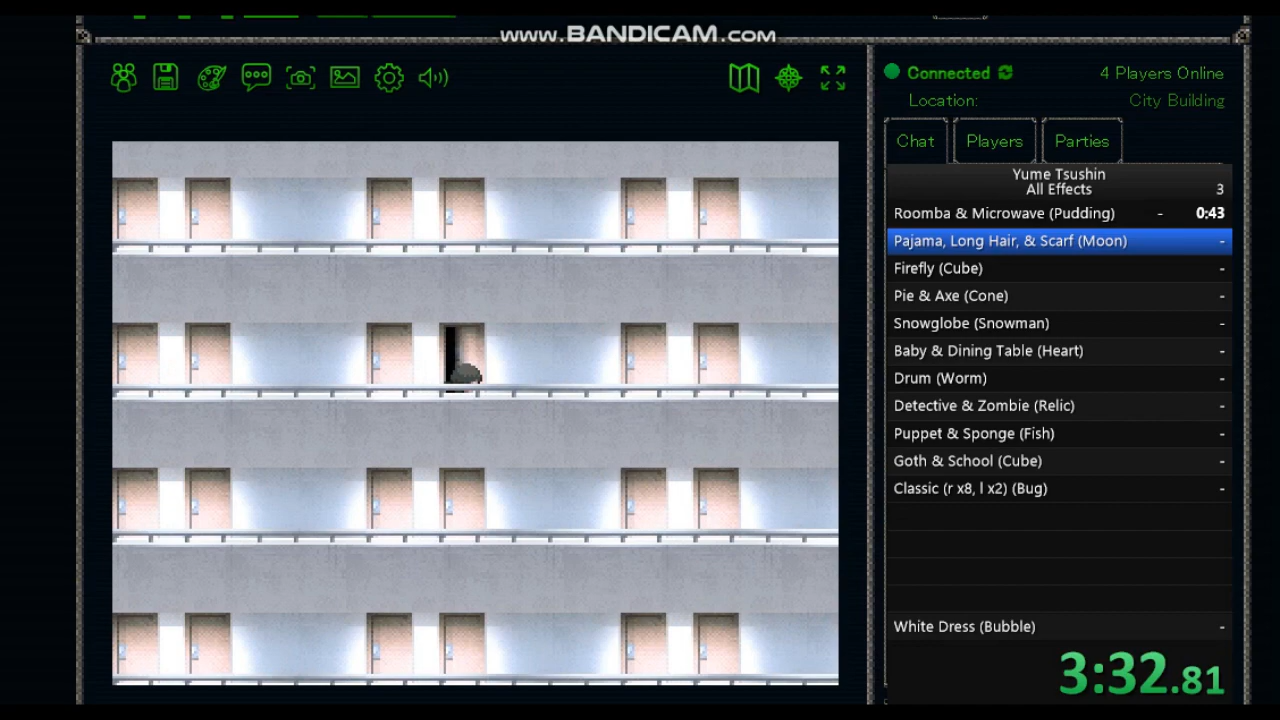 www.BANDICAM.com
Connected
4 Players Online
Location:
City Building
Chat
Players
Parties
Yume Tsushin
All Effects
3
Roomba & Microwave (Pudding) - 0:43
Pajama, Long Hair, & Scarf (Moon) -
Firefly (Cube) -
Pie & Axe (Cone) -
Snowglobe (Snowman) -
Baby & Dining Table (Heart) -
Drum (Worm) -
Detective & Zombie (Relic) -
Puppet & Sponge (Fish) -
Goth & School (Cube) -
Classic (r x8, l x2) (Bug) -
White Dress (Bubble) -
3:32.81